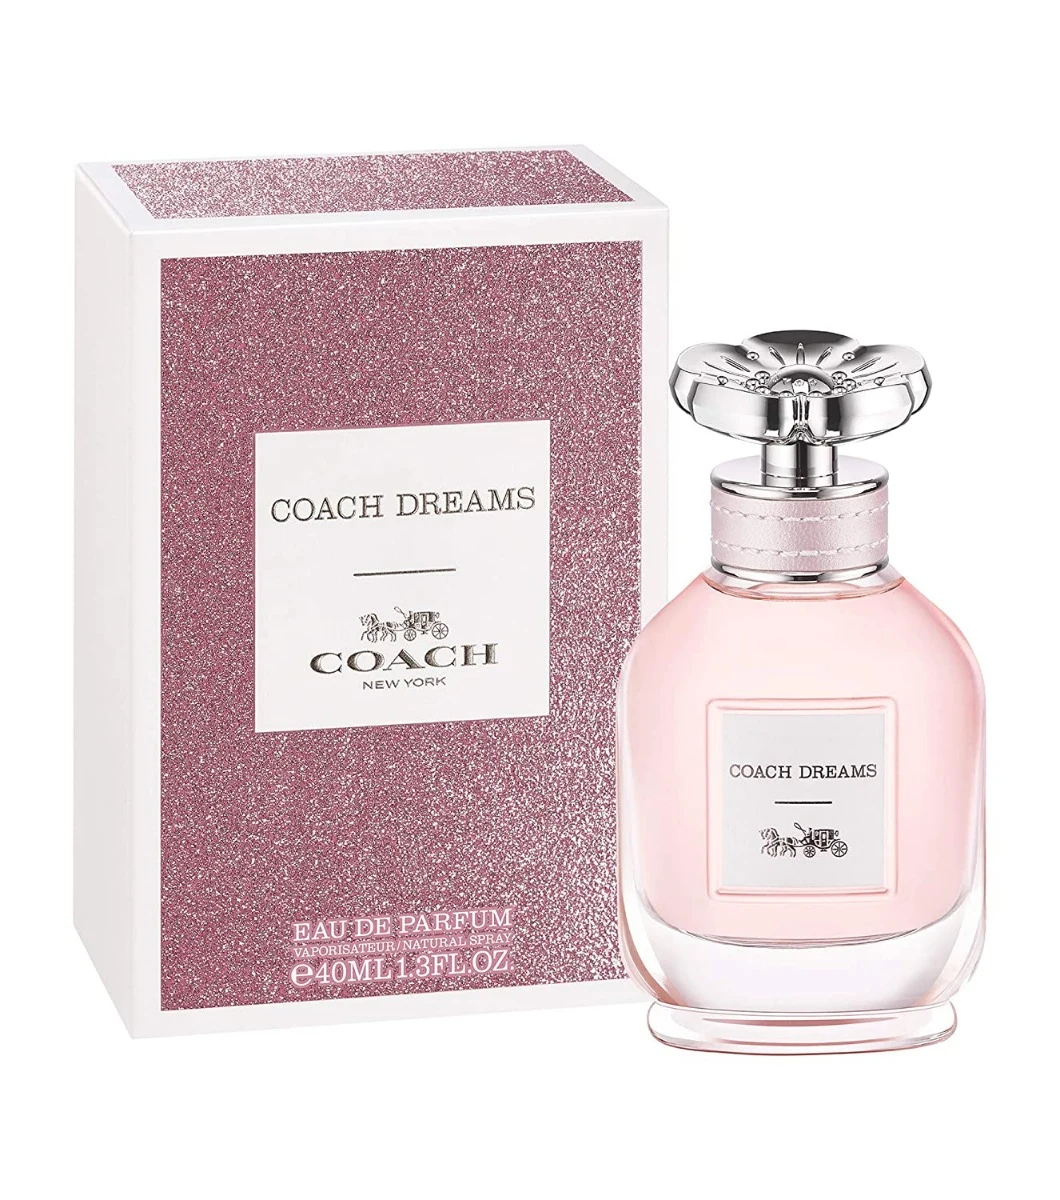 COACH DREAMS
COACH
NEW YORK
EAU DE PARFUM
VAPORISATEUR/NATURAL SPRAY
e40ML1.3FL.OZ.
COACH DREAMS